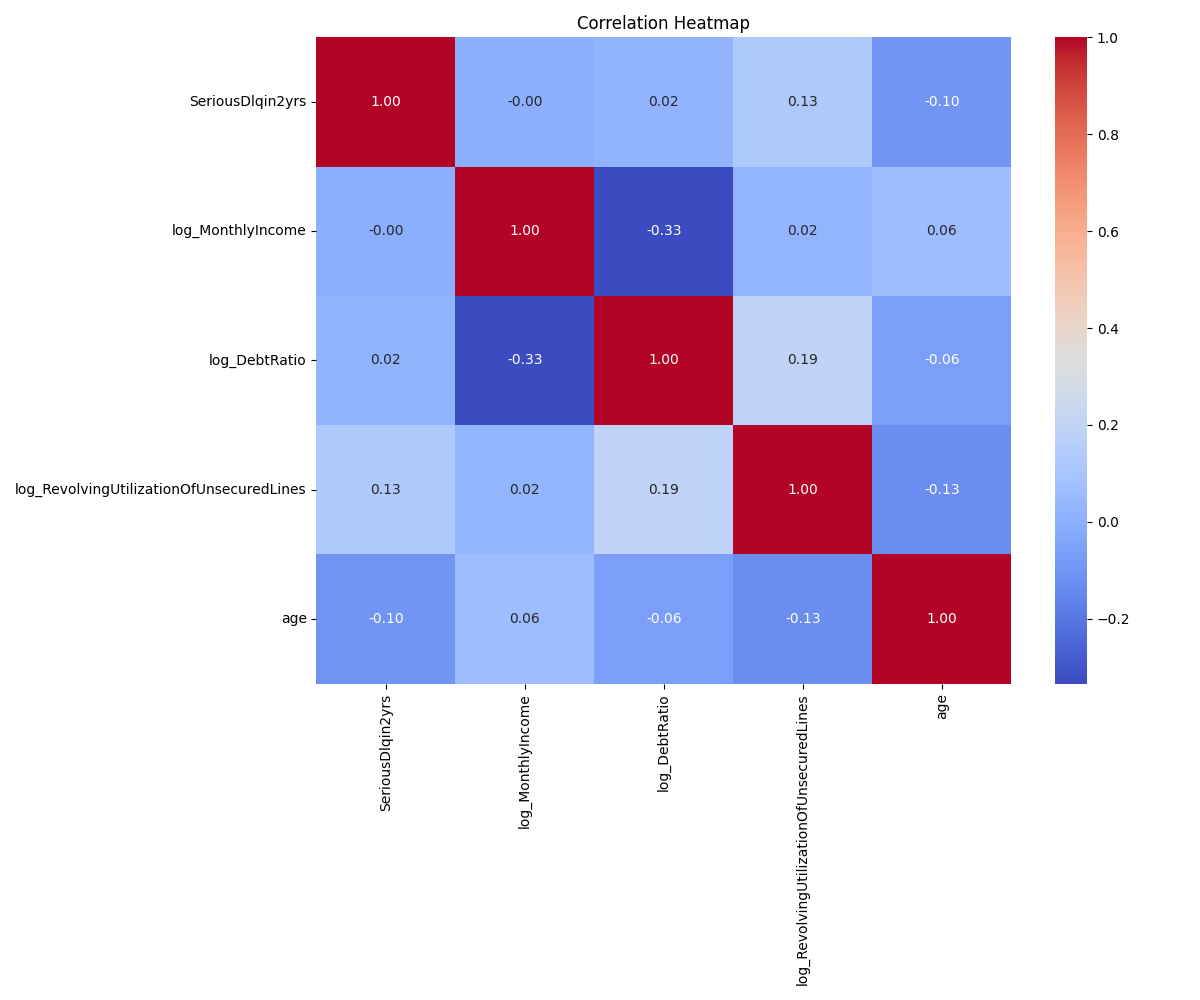 Correlation Heatmap
SeriousDlqin2yrs 1.00 -0.00 0.02 0.13 -0.10
log_MonthlyIncome -0.00 1.00 -0.33 0.02 0.06
log_DebtRatio 0.02 -0.33 1.00 0.19 -0.06
log_RevolvingUtilizationOfUnsecuredLines 0.13 0.02 0.19 1.00 -0.13
age -0.10 0.06 -0.06 -0.13 1.00
SeriousDlqin2yrs
log_MonthlyIncome
log_DebtRatio
log_RevolvingUtilizationOfUnsecuredLines
age
1.0
0.8
0.6
0.4
0.2
0.0
−0.2